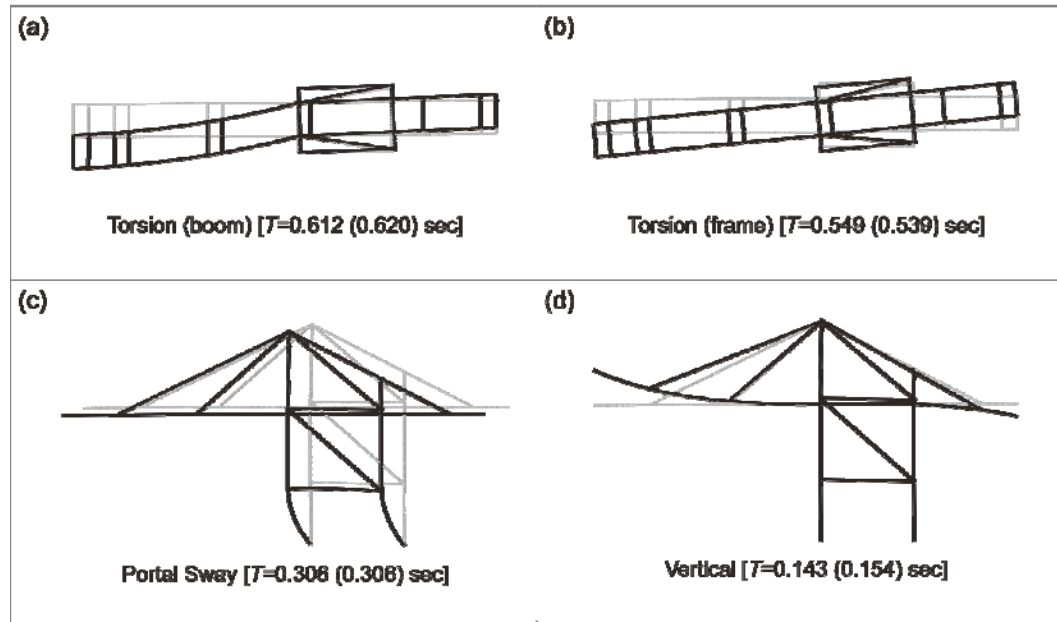 (a)
Torsion (boom) [T=0.612 (0.620) sec]
(b)
Torsion (frame) [T=0.549 (0.539) sec]
(c)
Portal Sway [T=0.306 (0.306) sec]
(d)
Vertical [T=0.143 (0.154) sec]